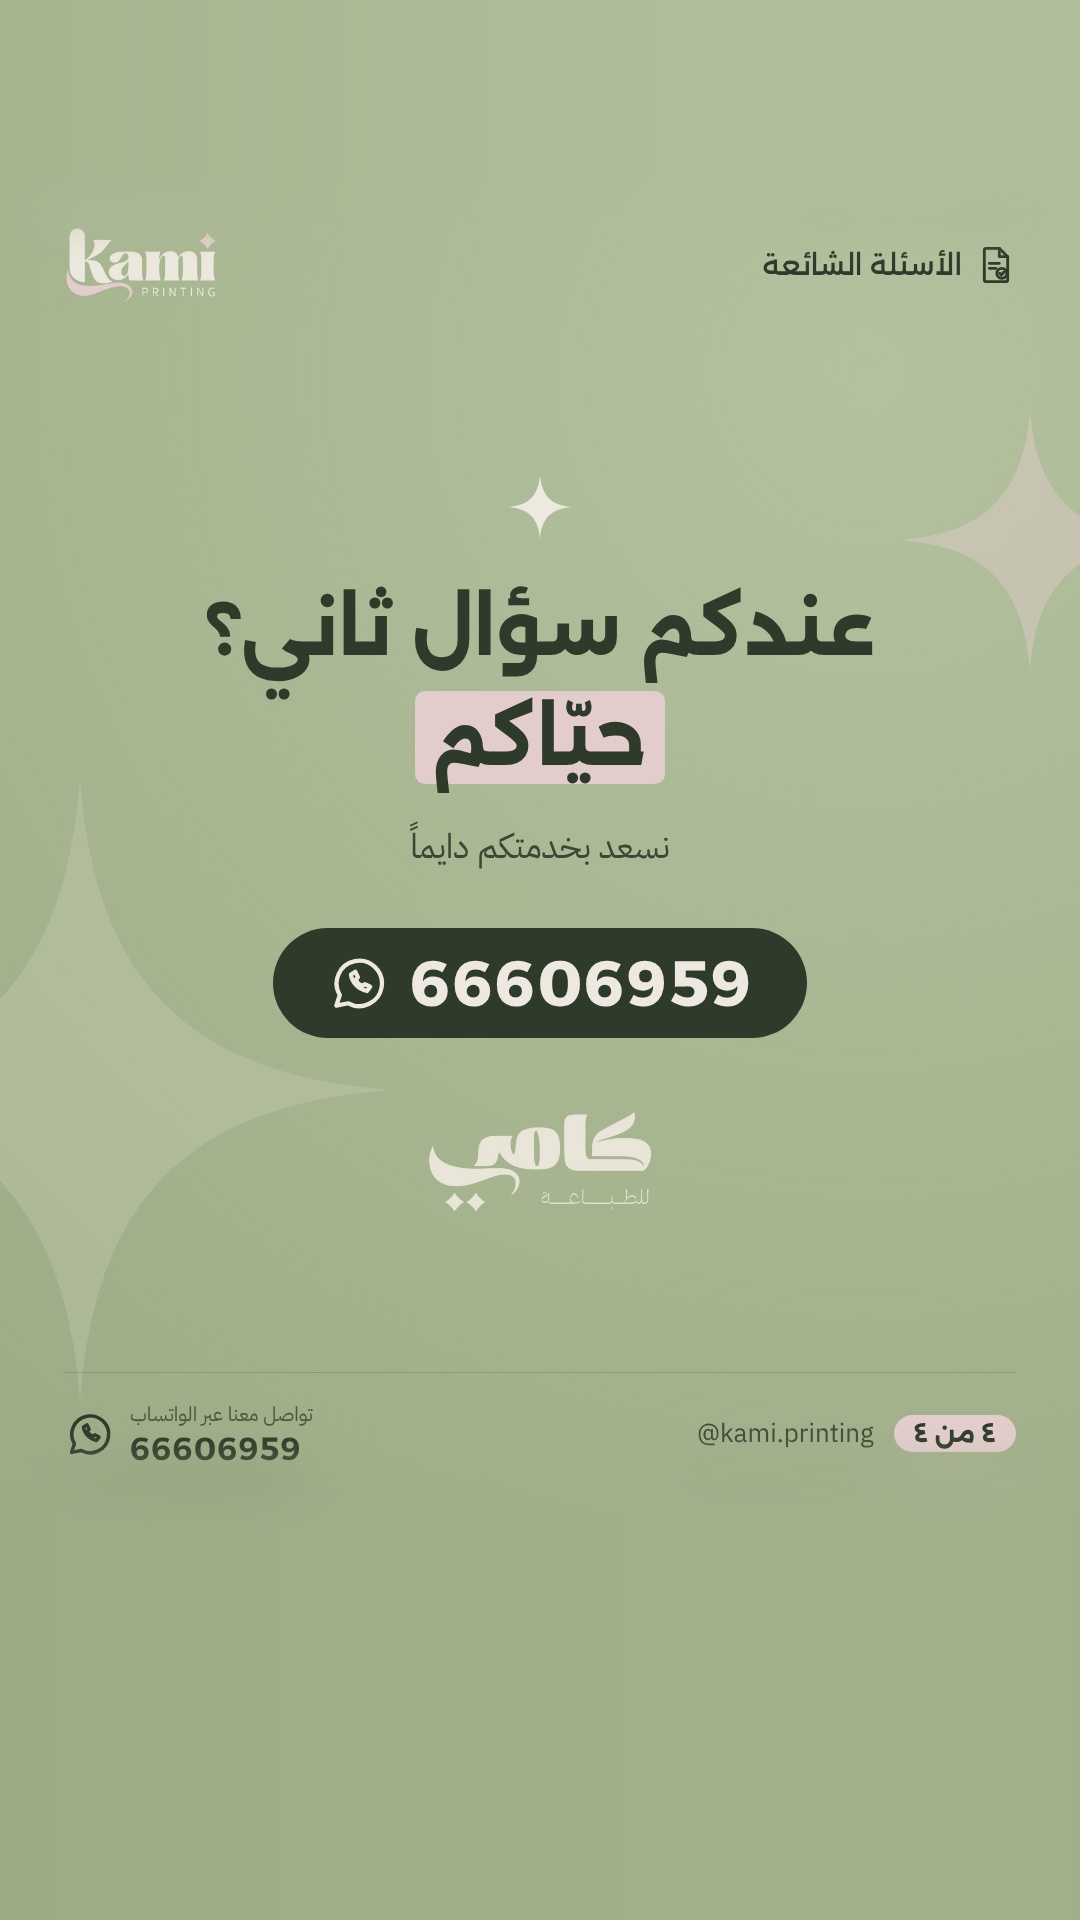 الأسئلة الشائعة
Kami
PRINTING
عندكم سؤال ثاني؟
حيّاكم
نسعد بخدمتكم دايماً
66606959
كامي
للطبـــاعـــة
٤ من ٤
@kami.printing
تواصل معنا عبر الواتساب
66606959